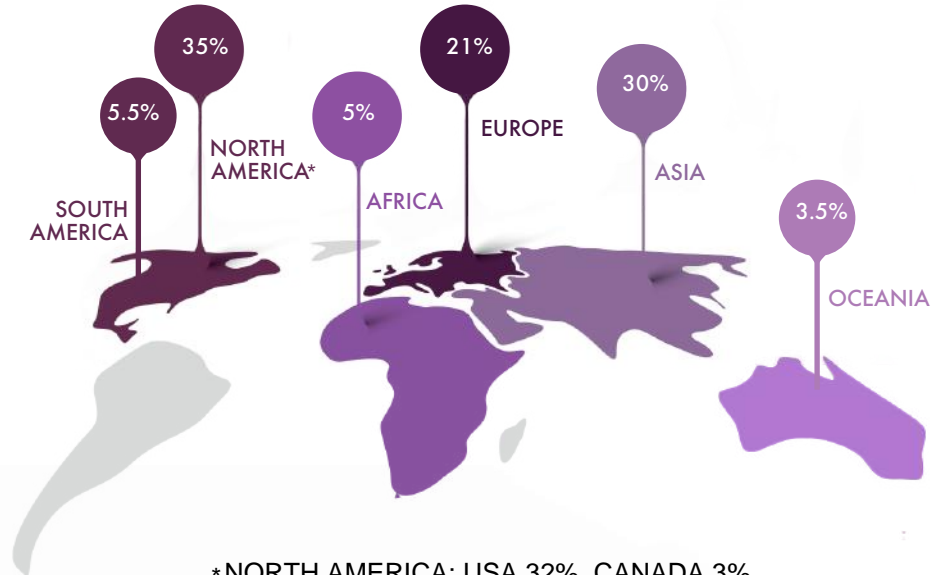 35%
21%
30%
5.5%
5%
EUROPE
NORTH
AMERICA*
ASIA
AFRICA
SOUTH
AMERICA
3.5%
OCEANIA
*NORTH AMERICA: USA 32%, CANADA 3%